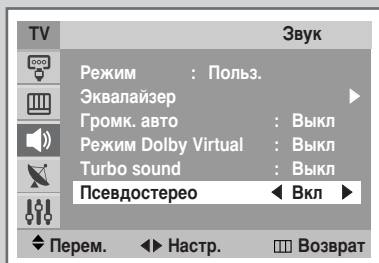 TV Звук
Режим : Польз.
Эквалайзер
Громк. авто : Выкл
Режим Dolby Virtual : Выкл
Turbo sound : Выкл
Псевдостерео Вкл
Перем. Настр. Возврат